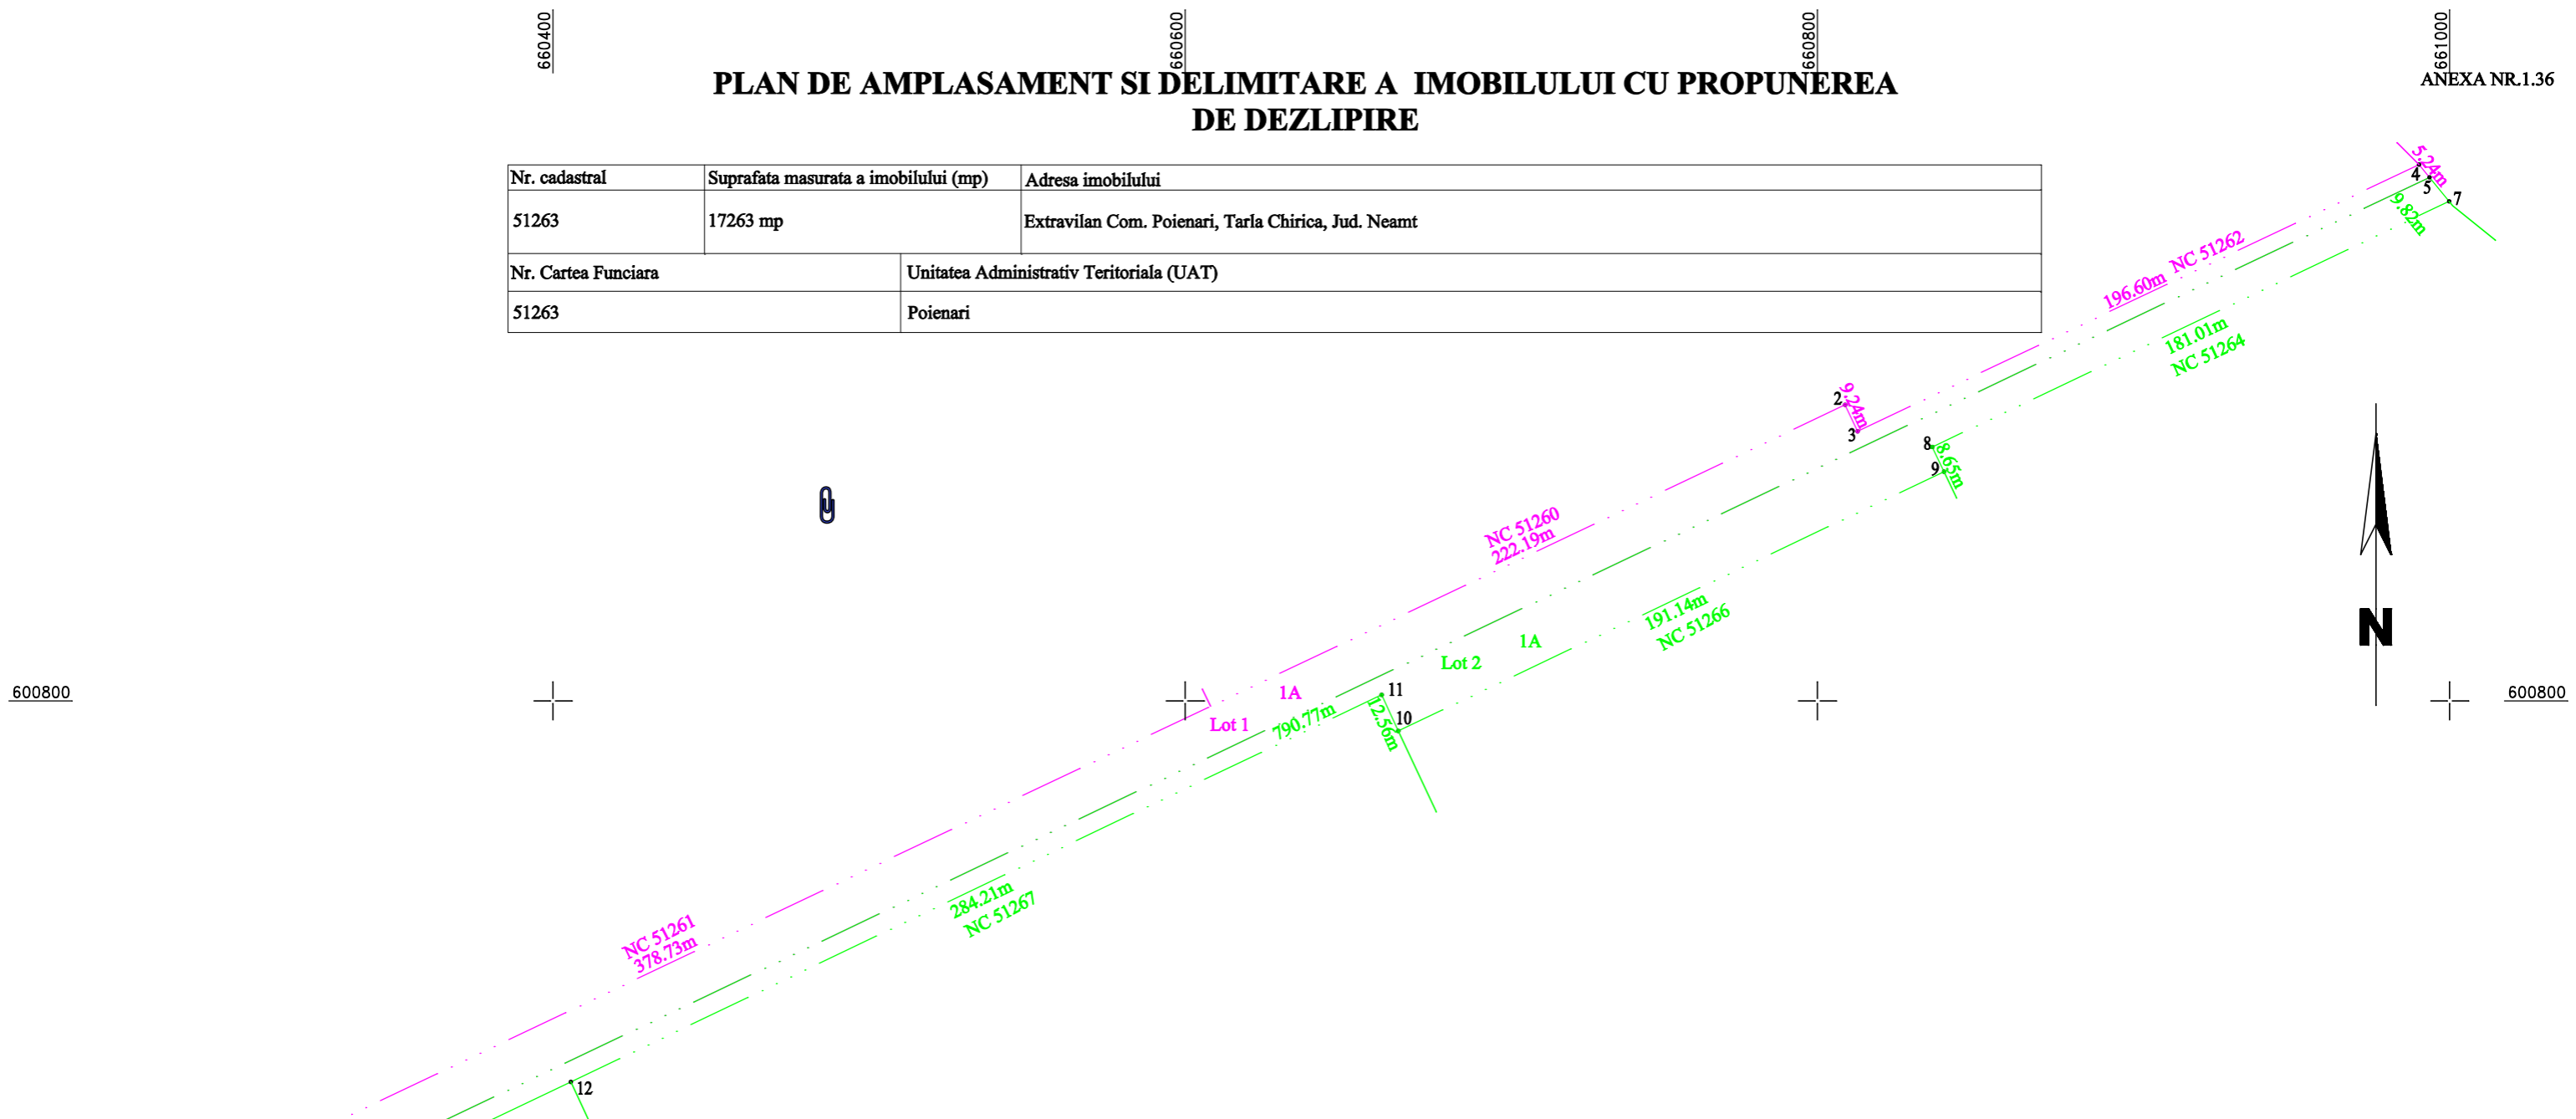 660400
660600
660800
661000
PLAN DE AMPLASAMENT SI DELIMITARE A IMOBILULUI CU PROPUNEREA
DE DEZLIPIRE
ANEXA NR.1.36
Nr. cadastral
Suprafata masurata a imobilului (mp)
Adresa imobilului
51263
17263 mp
Extravilan Com. Poienari, Tarla Chirica, Jud. Neamt
Nr. Cartea Funciara
Unitatea Administrativ Teritoriala (UAT)
51263
Poienari
5.24m
4
5
7
9.82m
NC 51262
196.60m
181.01m
NC 51264
2
9.24m
3
8
8.65m
9
NC 51260
222.19m
191.14m
NC 51266
1A
Lot 2
N
600800
600800
1A
Lot 1
790.77m
11
10
12.56m
284.21m
NC 51267
NC 51261
378.73m
12